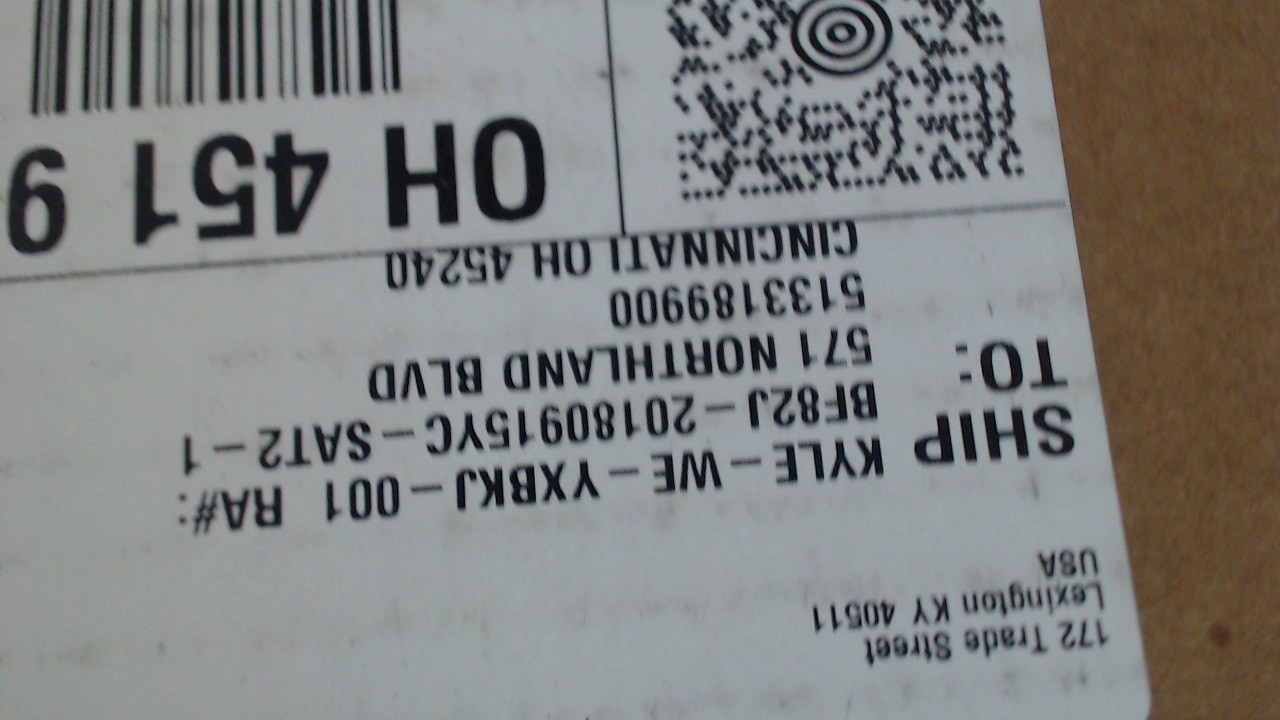 172 Trade Street
Lexington KY 40511
USA
SHIP TO:
KYLE-WE-YXBKJ-001 RA#:
BF82J-20180915YC-SAT2-1
571 NORTHLAND BLVD
5133189900
CINCINNATI OH 45240
OH 451 9